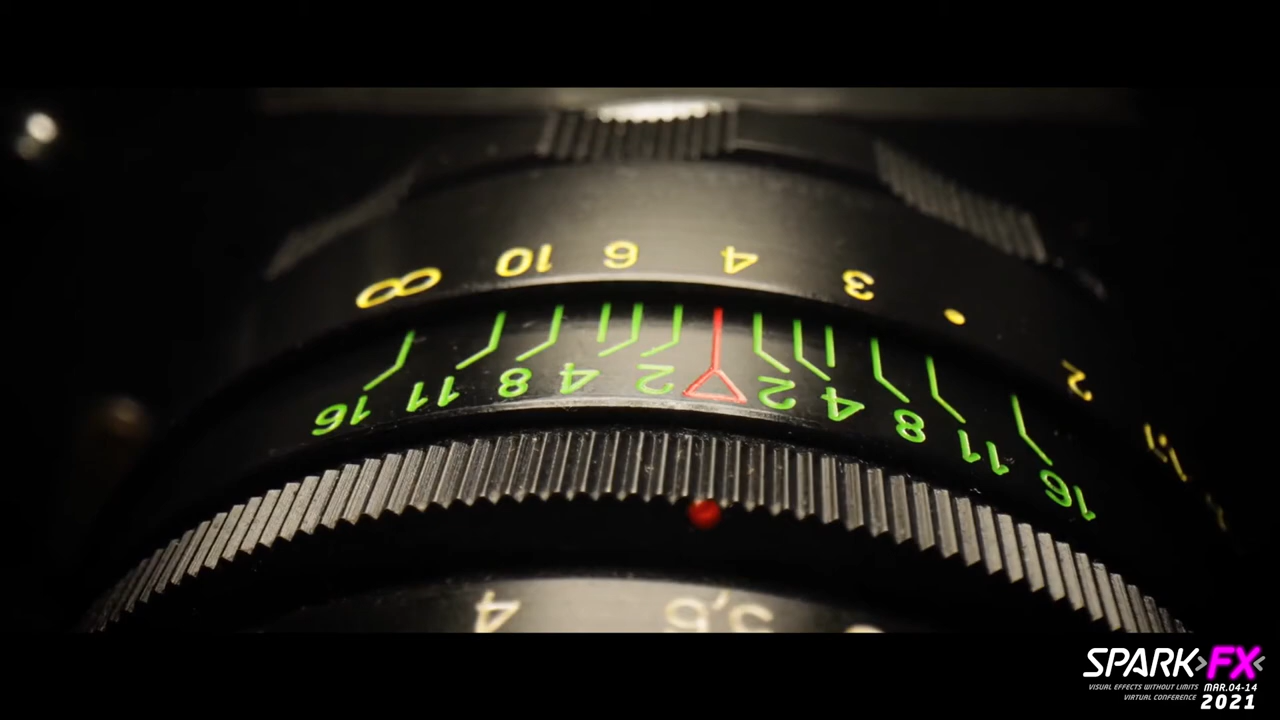 ∞ 10 6 4 3 • 2
16 11 8 4 2 2 4 8 11 16
4 5,6
SPARK>FX<
VISUAL EFFECTS WITHOUT LIMITS MAR.04-14
VIRTUAL CONFERENCE 2021